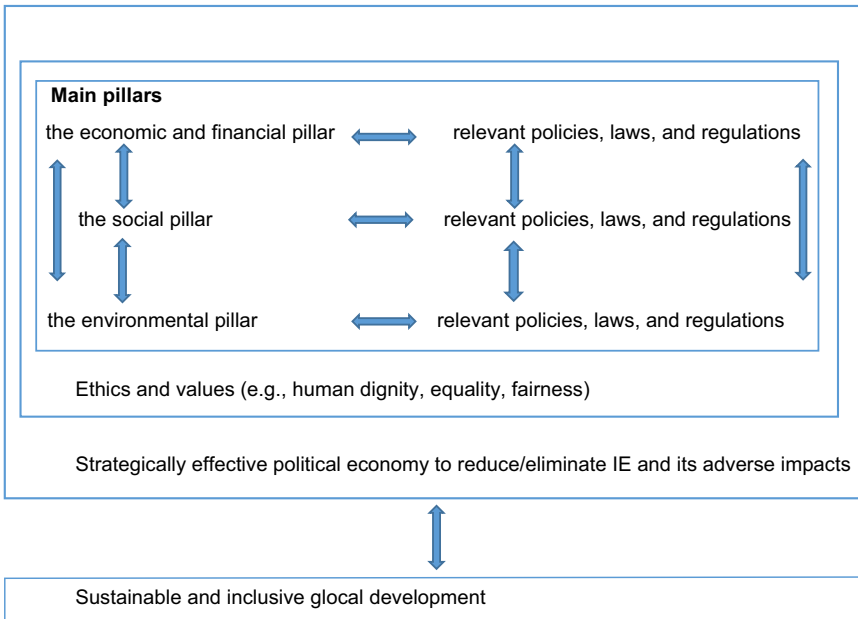 Main pillars
the economic and financial pillar relevant policies, laws, and regulations
the social pillar relevant policies, laws, and regulations
the environmental pillar relevant policies, laws, and regulations
Ethics and values (e.g., human dignity, equality, fairness)
Strategically effective political economy to reduce/eliminate IE and its adverse impacts
Sustainable and inclusive glocal development